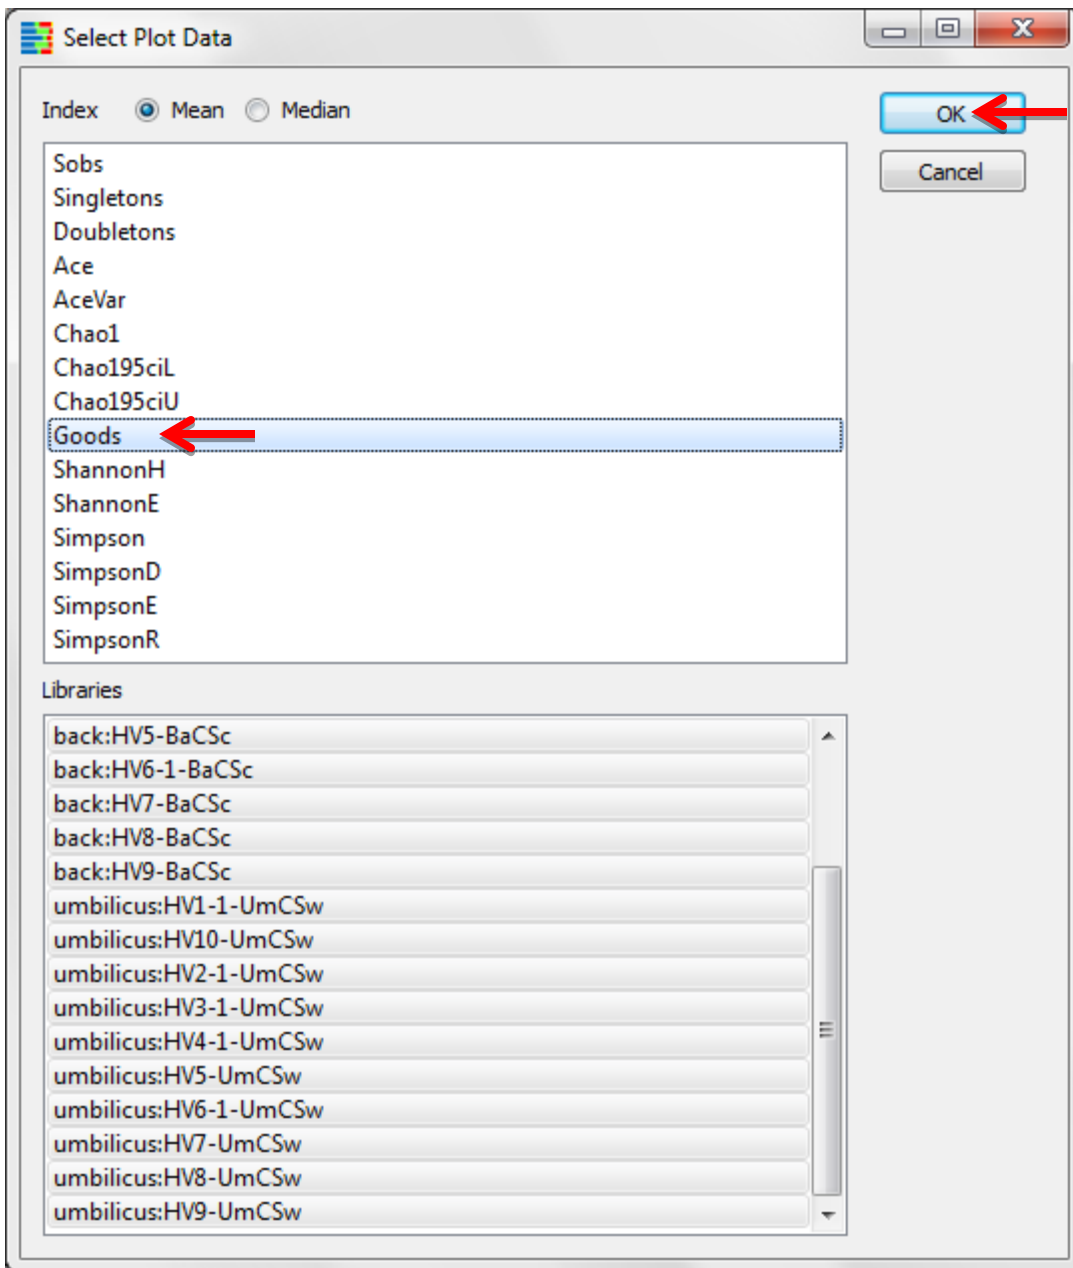 Select Plot Data
Index Mean Median
OK
Cancel
Sobs
Singletons
Doubletons
Ace
AceVar
Chao1
Chao195ciL
Chao195ciU
Goods
ShannonH
ShannonE
Simpson
SimpsonD
SimpsonE
SimpsonR
Libraries
back:HV5-BaCSc
back:HV6-1-BaCSc
back:HV7-BaCSc
back:HV8-BaCSc
back:HV9-BaCSc
umbilicus:HV1-1-UmCSw
umbilicus:HV10-UmCSw
umbilicus:HV2-1-UmCSw
umbilicus:HV3-1-UmCSw
umbilicus:HV4-1-UmCSw
umbilicus:HV5-UmCSw
umbilicus:HV6-1-UmCSw
umbilicus:HV7-UmCSw
umbilicus:HV8-UmCSw
umbilicus:HV9-UmCSw